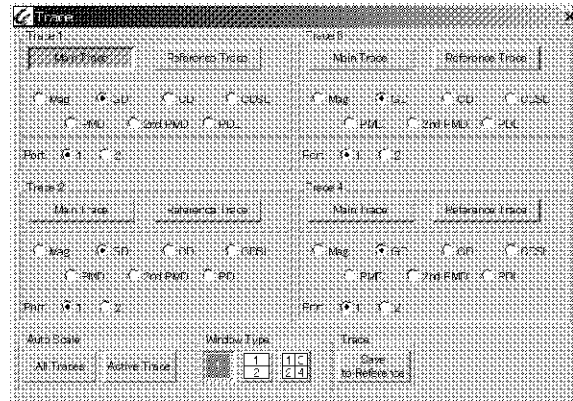 Trace
Trace 1
Main Trace Reference Trace
Mag GD CD CDSL
PMD 2nd PMD PDL
Port 1 2
Trace 3
Main Trace Reference Trace
Mag GD CD CDSL
PMD 2nd PMD PDL
Port 1 2
Trace 2
Main Trace Reference Trace
Mag GD CD CDSL
PMD 2nd PMD PDL
Port 1 2
Trace 4
Main Trace Reference Trace
Mag GD CD CDSL
PMD 2nd PMD PDL
Port 1 2
Auto Scale
All Traces Active Trace
Window Type
1 1 3
2 2 4
Trace
Save
to Reference